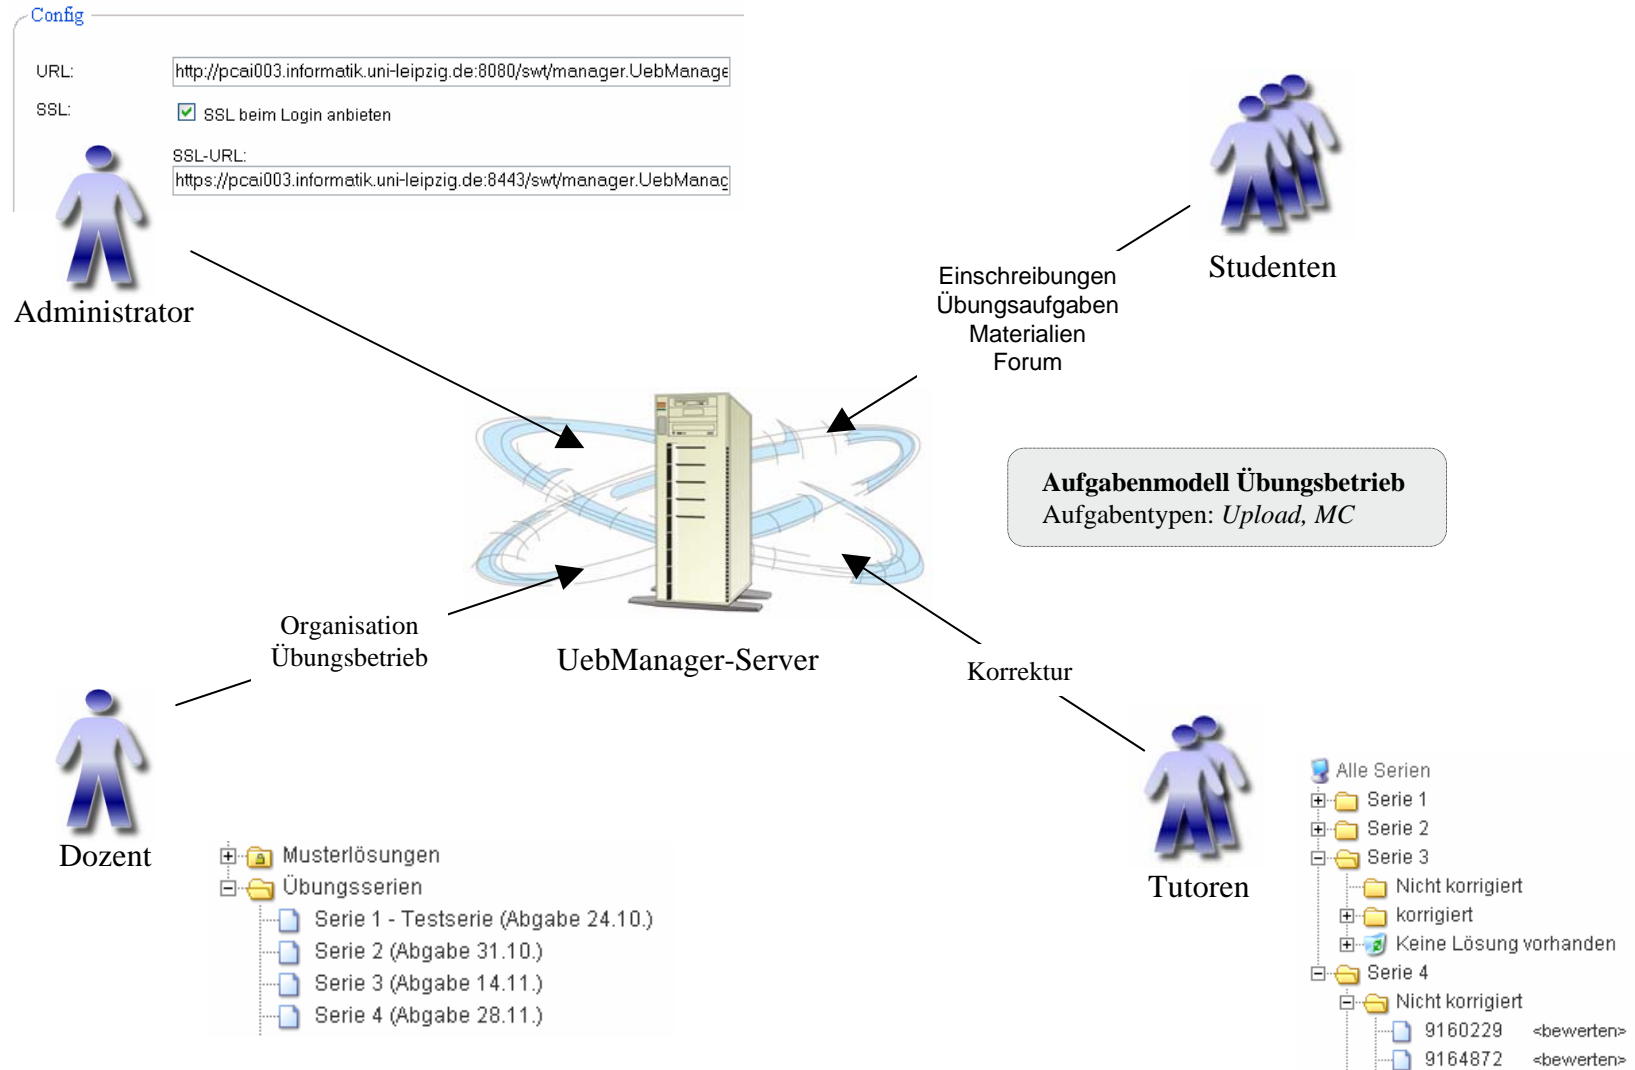 Config
URL:
http://pcai003.informatik.uni-leipzig.de:8080/swt/manager.UebManage
SSL:
SSL beim Login anbieten
SSL-URL:
https://pcai003.informatik.uni-leipzig.de:8443/swt/manager.UebManag
Administrator
Studenten
Einschreibungen
Übungsaufgaben
Materialien
Forum
Aufgabenmodell Übungsbetrieb
Aufgabentypen: Upload, MC
Organisation
Übungsbetrieb
UebManager-Server
Korrektur
Dozent
Musterlösungen
Übungsserien
Serie 1 - Testserie (Abgabe 24.10.)
Serie 2 (Abgabe 31.10.)
Serie 3 (Abgabe 14.11.)
Serie 4 (Abgabe 28.11.)
Tutoren
Alle Serien
Serie 1
Serie 2
Serie 3
Nicht korrigiert
korrigiert
Keine Lösung vorhanden
Serie 4
Nicht korrigiert
9160229 <bewerten>
9164872 <bewerten>